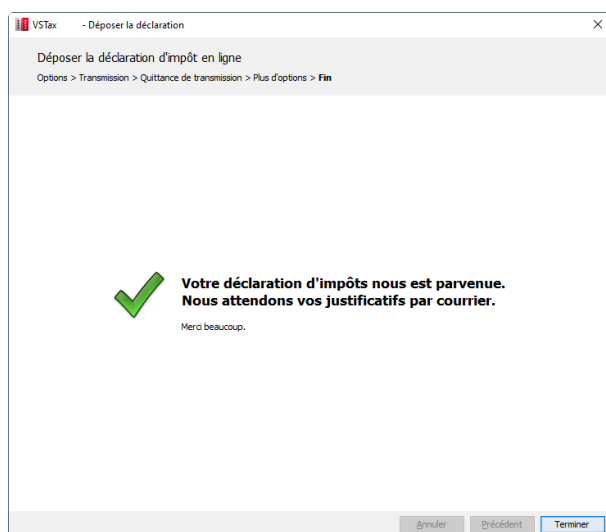 VSTax - Déposer la déclaration
Déposer la déclaration d'impôt en ligne
Options > Transmission > Quittance de transmission > Plus d'options > Fin
Votre déclaration d'impôts nous est parvenue.
Nous attendons vos justificatifs par courrier.
Merci beaucoup.
Annuler Précédent Terminer